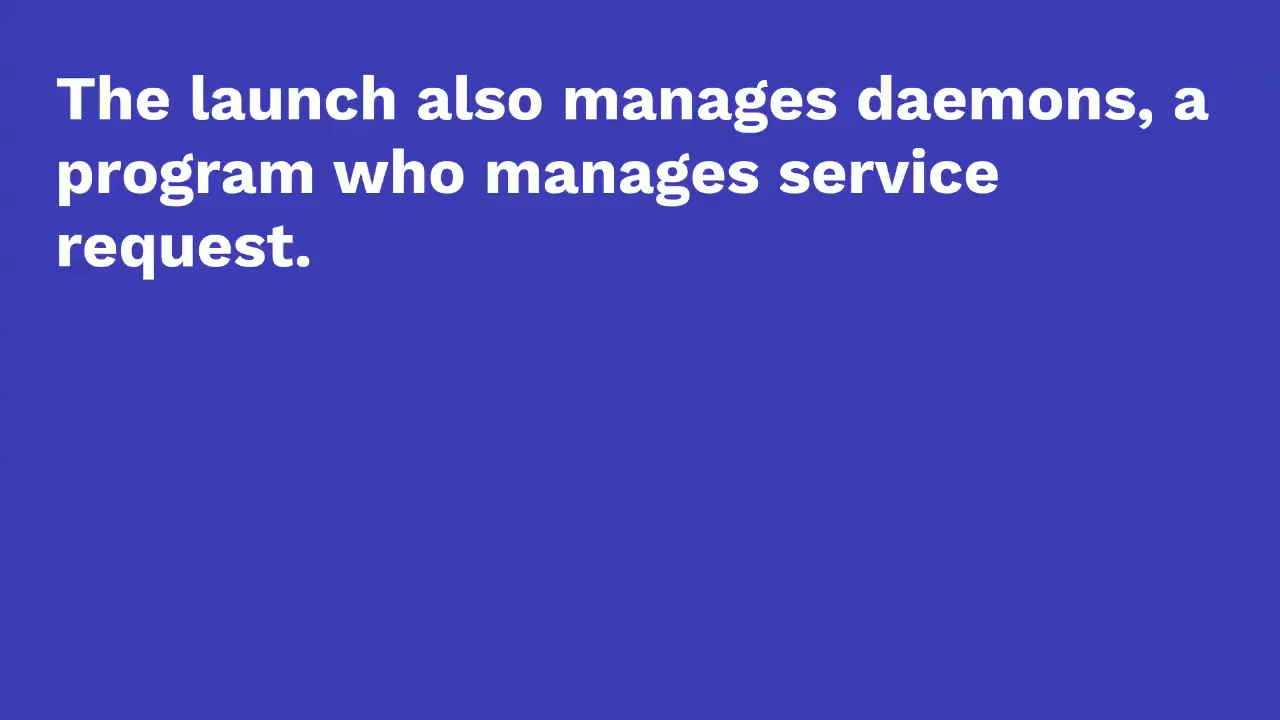 The launch also manages daemons, a
program who manages service
request.